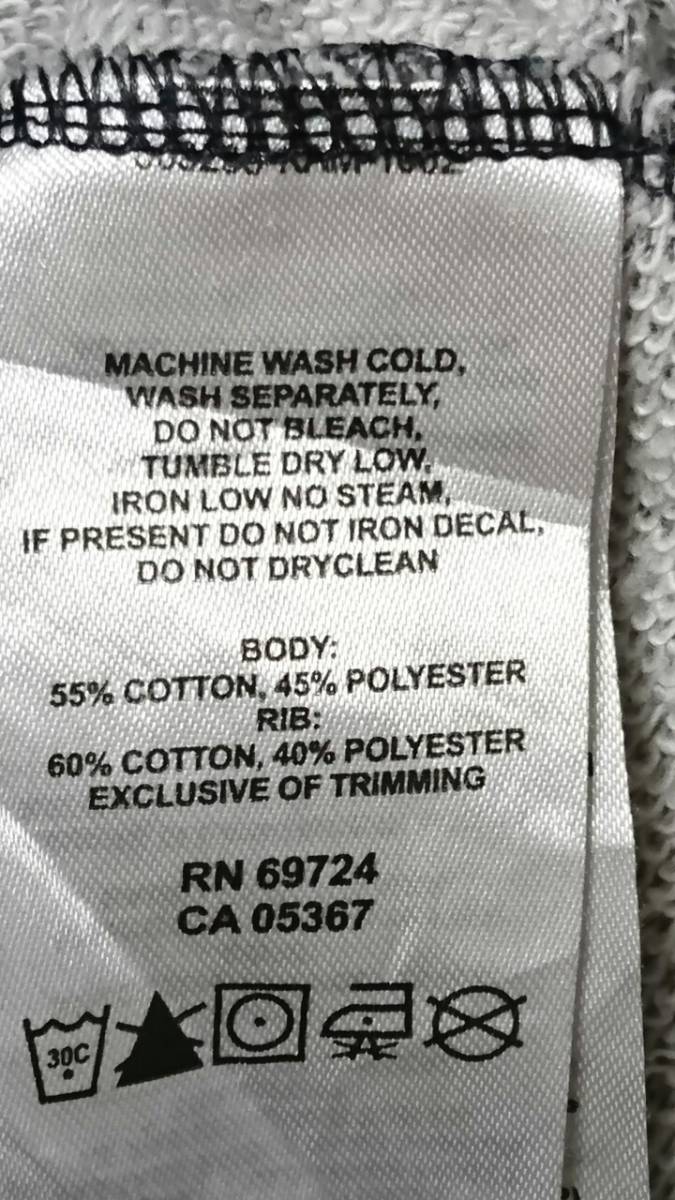 MACHINE WASH COLD,
WASH SEPARATELY,
DO NOT BLEACH,
TUMBLE DRY LOW,
IRON LOW NO STEAM,
IF PRESENT DO NOT IRON DECAL,
DO NOT DRYCLEAN
BODY:
55% COTTON, 45% POLYESTER
RIB:
60% COTTON, 40% POLYESTER
EXCLUSIVE OF TRIMMING
RN 69724
CA 05367
30C